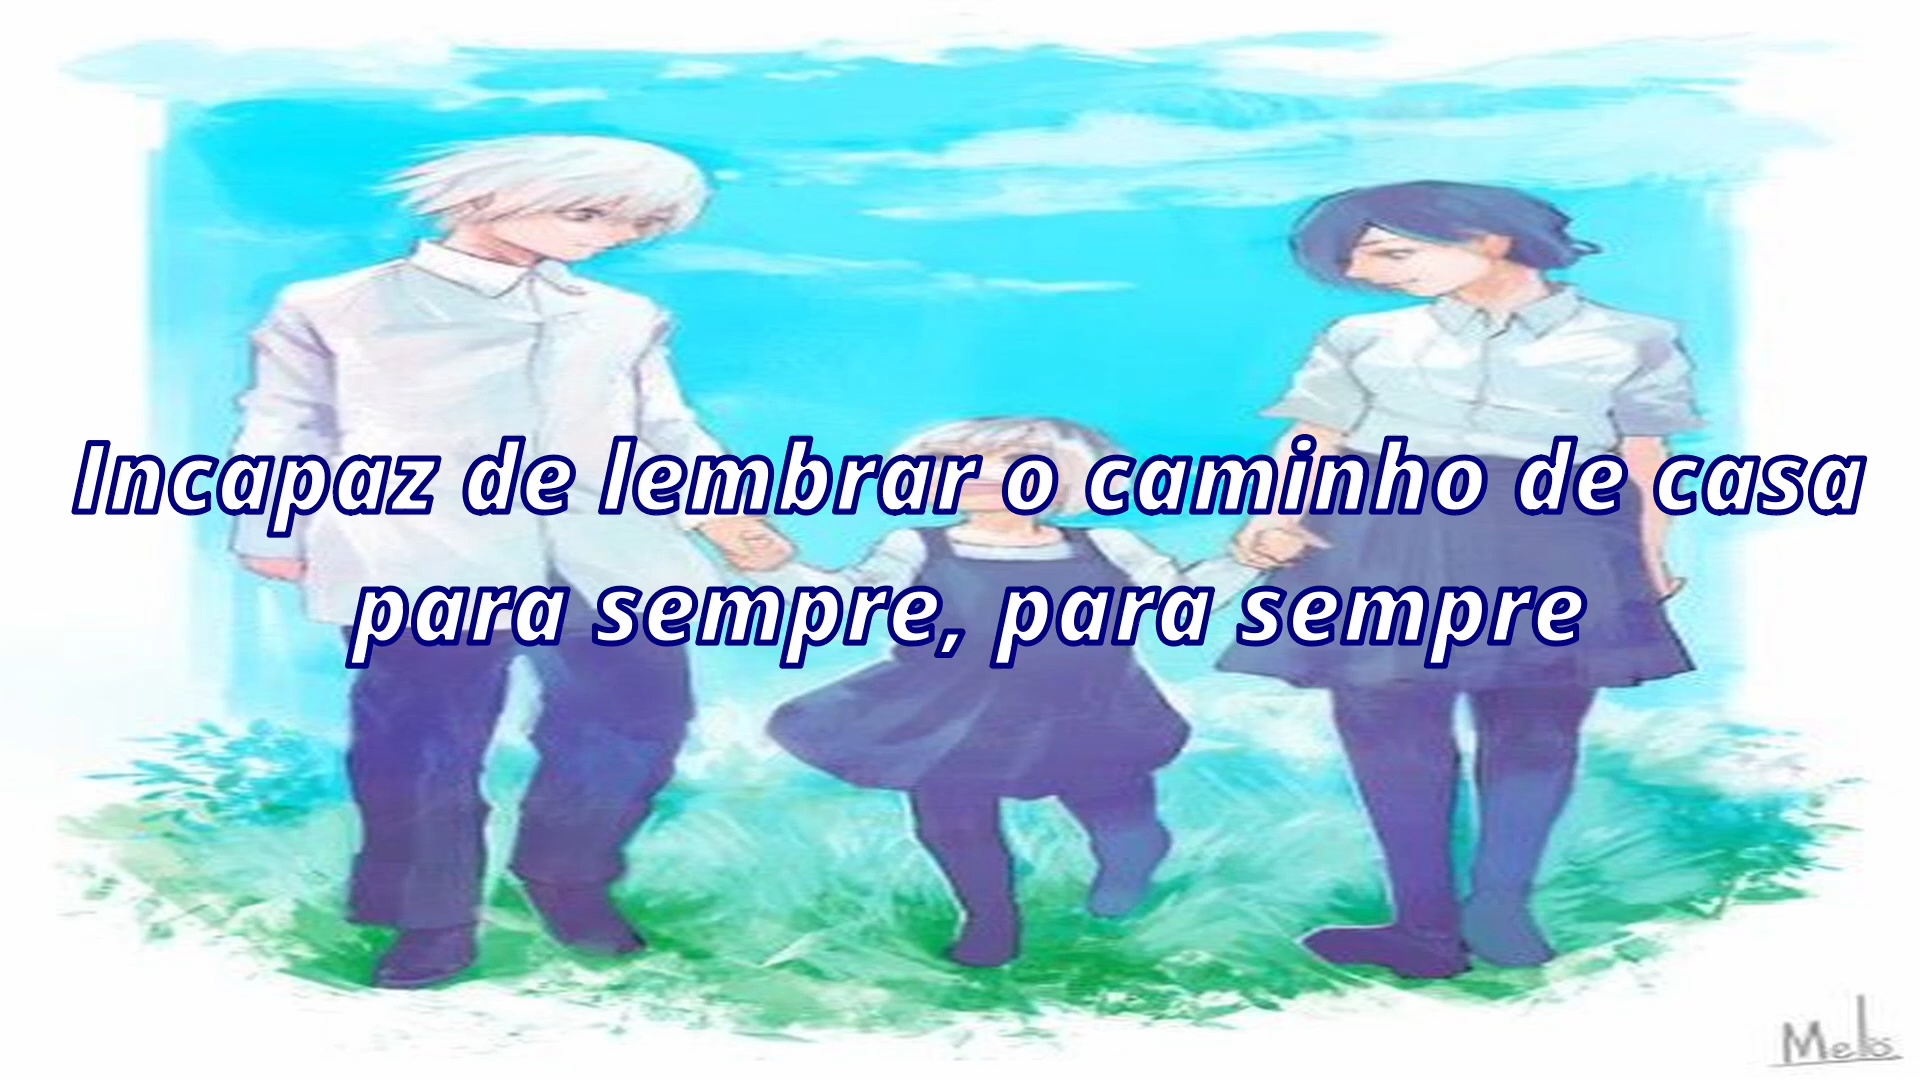 Incapaz de lembrar o caminho de casa
para sempre, para sempre
Melo